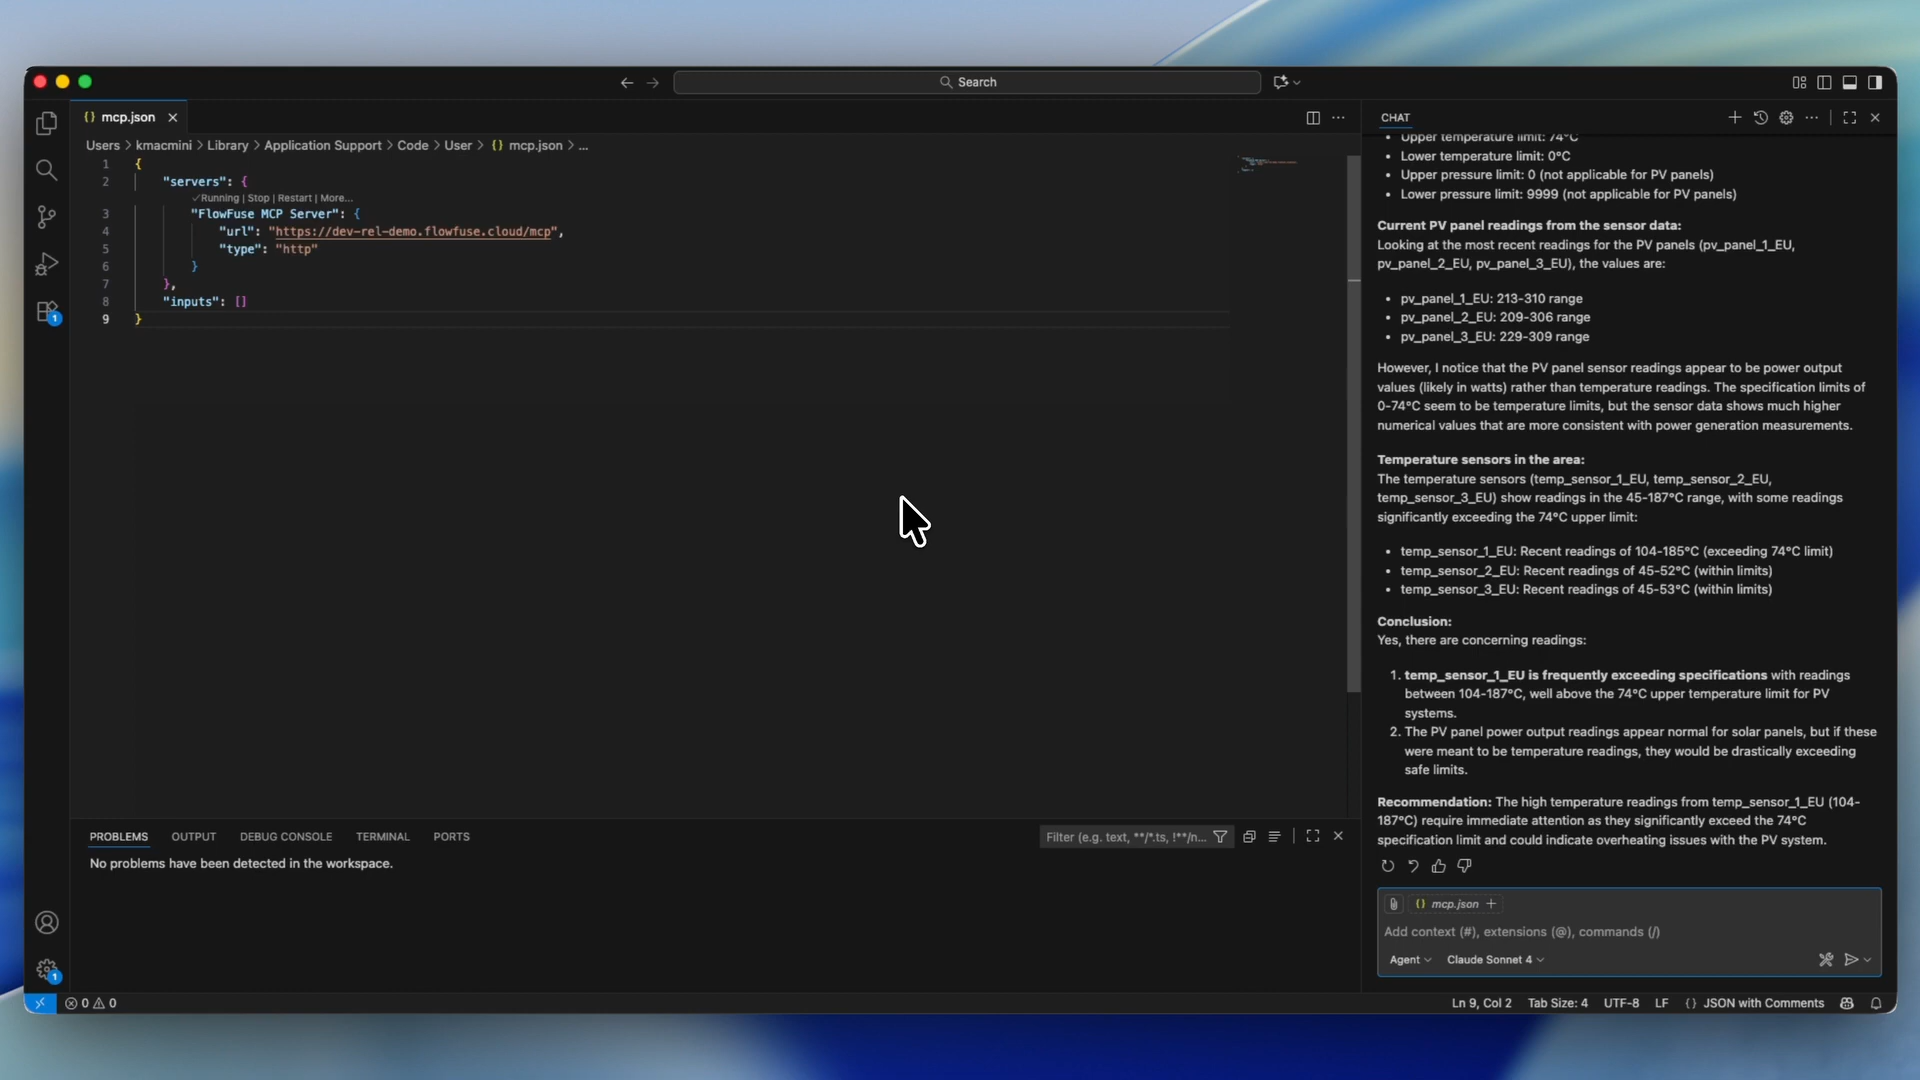 Search
{} mcp.json
Users > kmacmini > Library > Application Support > Code > User > {} mcp.json > ...
1 {
2 "servers": {
✓Running | Stop | Restart | More...
3 "FlowFuse MCP Server": {
4 "url": "https://dev-rel-demo.flowfuse.cloud/mcp",
5 "type": "http"
6 }
7 },
8 "inputs": []
9 }
PROBLEMS OUTPUT DEBUG CONSOLE TERMINAL PORTS
Filter (e.g. text, **/*.ts, !**/n...
No problems have been detected in the workspace.
CHAT
• Upper temperature limit: 74°C
• Lower temperature limit: 0°C
• Upper pressure limit: 0 (not applicable for PV panels)
• Lower pressure limit: 9999 (not applicable for PV panels)
Current PV panel readings from the sensor data:
Looking at the most recent readings for the PV panels (pv_panel_1_EU,
pv_panel_2_EU, pv_panel_3_EU), the values are:
• pv_panel_1_EU: 213-310 range
• pv_panel_2_EU: 209-306 range
• pv_panel_3_EU: 229-309 range
However, I notice that the PV panel sensor readings appear to be power output
values (likely in watts) rather than temperature readings. The specification limits of
0-74°C seem to be temperature limits, but the sensor data shows much higher
numerical values that are more consistent with power generation measurements.
Temperature sensors in the area:
The temperature sensors (temp_sensor_1_EU, temp_sensor_2_EU,
temp_sensor_3_EU) show readings in the 45-187°C range, with some readings
significantly exceeding the 74°C upper limit:
• temp_sensor_1_EU: Recent readings of 104-185°C (exceeding 74°C limit)
• temp_sensor_2_EU: Recent readings of 45-52°C (within limits)
• temp_sensor_3_EU: Recent readings of 45-53°C (within limits)
Conclusion:
Yes, there are concerning readings:
1. temp_sensor_1_EU is frequently exceeding specifications with readings
between 104-187°C, well above the 74°C upper temperature limit for PV
systems.
2. The PV panel power output readings appear normal for solar panels, but if these
were meant to be temperature readings, they would be drastically exceeding
safe limits.
Recommendation: The high temperature readings from temp_sensor_1_EU (104-
187°C) require immediate attention as they significantly exceed the 74°C
specification limit and could indicate overheating issues with the PV system.
{} mcp.json +
Add context (#), extensions (@), commands (/)
Agent Claude Sonnet 4
1
1
0 0
Ln 9, Col 2 Tab Size: 4 UTF-8 LF {} JSON with Comments